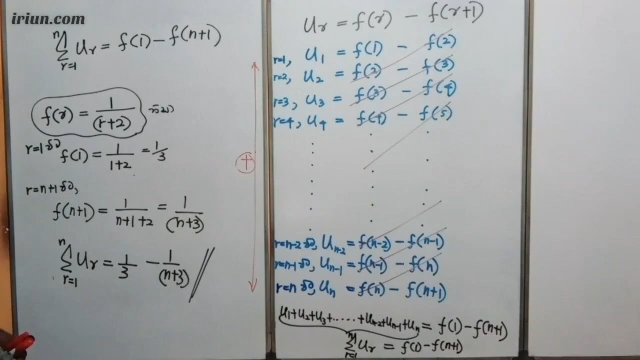 iriun.com
n
∑ Ur = f(1) - f(n+1)
r=1
f(r) = 1/(r+2)
r=1
f(1) = 1/(1+2) = 1/3
r=n+1
f(n+1) = 1/(n+1+2) = 1/(n+3)
n
∑ Ur = 1/3 - 1/(n+3) //
r=1
+
Ur = f(r) - f(r+1)
r=1, U1 = f(1) - f(2)
r=2, U2 = f(2) - f(3)
r=3, U3 = f(3) - f(4)
r=4, U4 = f(4) - f(5)
r=n-2 Un-2 = f(n-2) - f(n-1)
r=n-1 Un-1 = f(n-1) - f(n)
r=n Un = f(n) - f(n+1)
U1+U2+U3+......+Un-2+Un-1+Un = f(1) - f(n+1)
n
∑ Ur = f(1) - f(n+1)
r=1